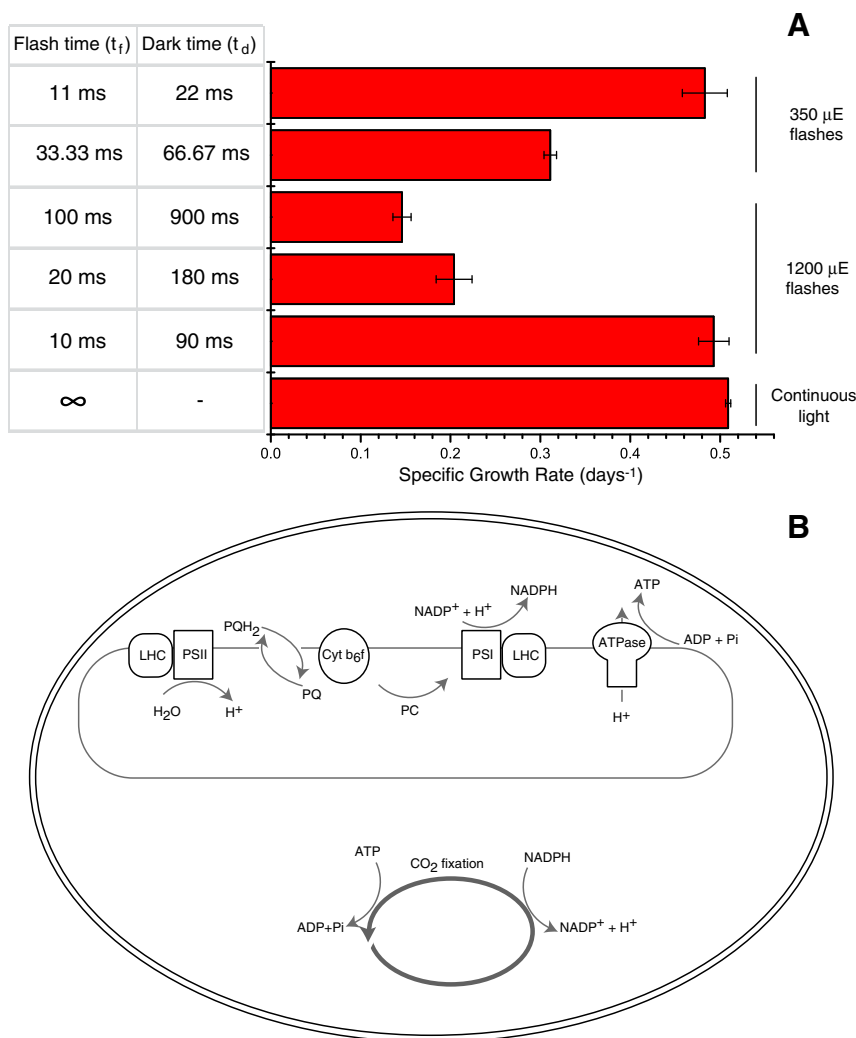 A
Flash time (tf) Dark time (td)
11 ms 22 ms
33.33 ms 66.67 ms
100 ms 900 ms
20 ms 180 ms
10 ms 90 ms
∞ -
350 µE
flashes
1200 µE
flashes
Continuous
light
0.0 0.1 0.2 0.3 0.4 0.5
Specific Growth Rate (days-1)
B
LHC PSII
PQH2
PQ
H2O H+
Cyt b6f
PC
NADP+ + H+ NADPH
PSI LHC
ATP
ATPase ADP + Pi
H+
ATP CO2 fixation NADPH
ADP+Pi NADP+ + H+